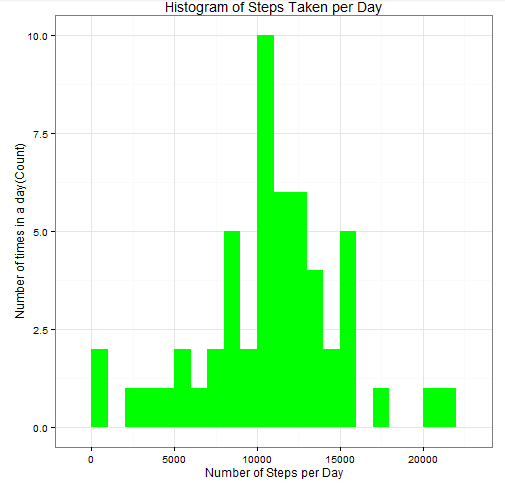 Histogram of Steps Taken per Day
Number of times in a day(Count)
10.0
7.5
5.0
2.5
0.0
0 5000 10000 15000 20000
Number of Steps per Day